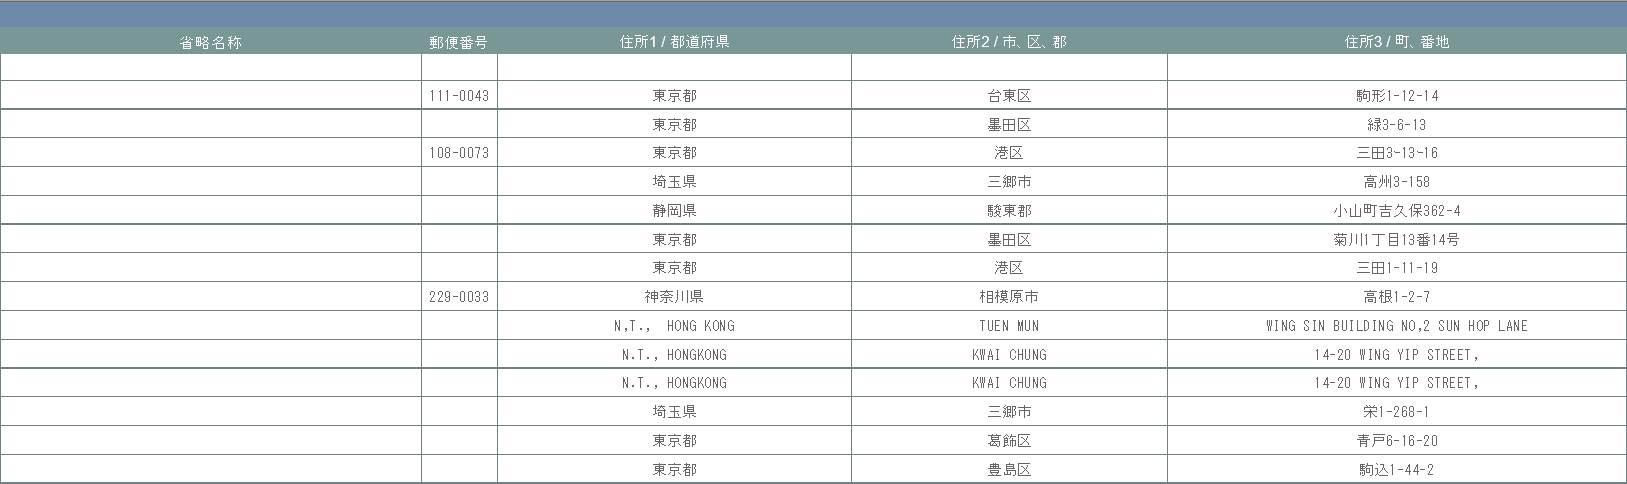 省略名称 郵便番号 住所1 / 都道府県 住所2 / 市、区、郡 住所3 / 町、番地
111-0043 東京都 台東区 駒形1-12-14
東京都 墨田区 緑3-6-13
108-0073 東京都 港区 三田3-13-16
埼玉県 三郷市 高州3-158
静岡県 駿東郡 小山町吉久保362-4
東京都 墨田区 菊川1丁目13番14号
東京都 港区 三田1-11-19
229-0033 神奈川県 相模原市 高根1-2-7
N,T., HONG KONG TUEN MUN WING SIN BUILDING NO,2 SUN HOP LANE
N.T., HONGKONG KWAI CHUNG 14-20 WING YIP STREET,
N.T., HONGKONG KWAI CHUNG 14-20 WING YIP STREET,
埼玉県 三郷市 栄1-268-1
東京都 葛飾区 青戸6-16-20
東京都 豊島区 駒込1-44-2